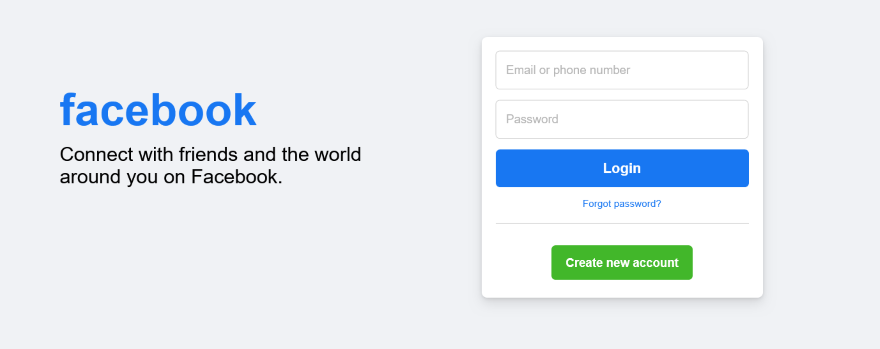 facebook
Connect with friends and the world
around you on Facebook.
Email or phone number
Password
Login
Forgot password?
Create new account